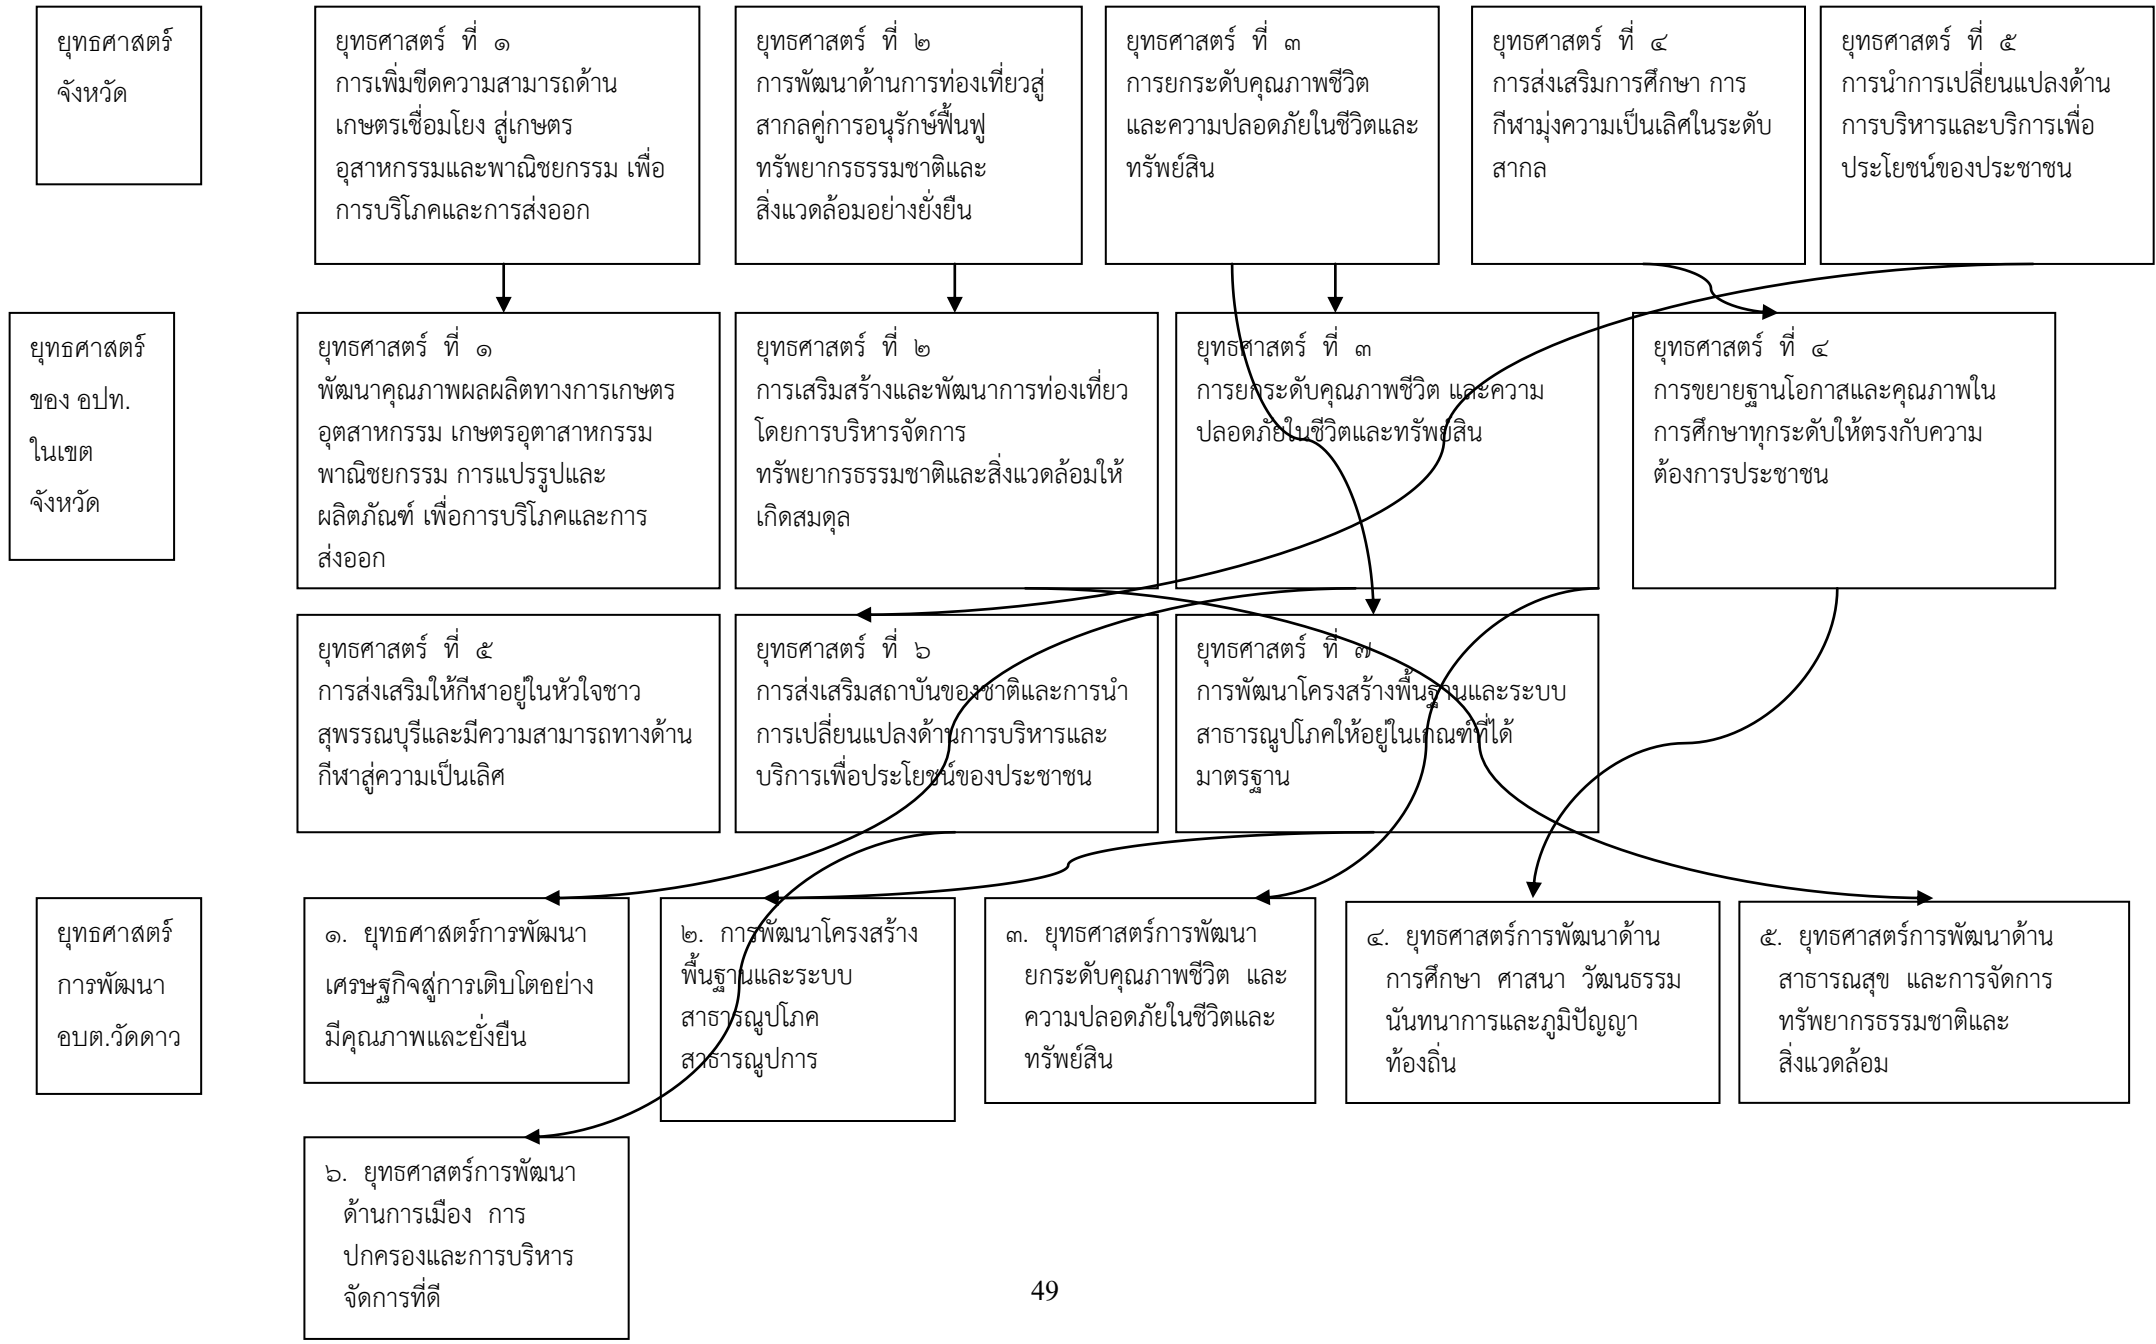 ยุทธศาสตร์
จังหวัด
ยุทธศาสตร์ ที่ ๑
การเพิ่มขีดความสามารถด้าน
เกษตรเชื่อมโยง สู่เกษตร
อุสาหกรรมและพาณิชยกรรม เพื่อ
การบริโภคและการส่งออก
ยุทธศาสตร์ ที่ ๒
การพัฒนาด้านการท่องเที่ยวสู่
สากลคู่การอนุรักษ์ฟื้นฟู
ทรัพยากรธรรมชาติและ
สิ่งแวดล้อมอย่างยั่งยืน
ยุทธศาสตร์ ที่ ๓
การยกระดับคุณภาพชีวิต
และความปลอดภัยในชีวิตและ
ทรัพย์สิน
ยุทธศาสตร์ ที่ ๔
การส่งเสริมการศึกษา การ
กีฬามุ่งความเป็นเลิศในระดับ
สากล
ยุทธศาสตร์ ที่ ๕
การนำการเปลี่ยนแปลงด้าน
การบริหารและบริการเพื่อ
ประโยชน์ของประชาชน
ยุทธศาสตร์
ของ อปท.
ในเขต
จังหวัด
ยุทธศาสตร์ ที่ ๑
พัฒนาคุณภาพผลผลิตทางการเกษตร
อุตสาหกรรม เกษตรอุตาสาหกรรม
พาณิชยกรรม การแปรรูปและ
ผลิตภัณฑ์ เพื่อการบริโภคและการ
ส่งออก
ยุทธศาสตร์ ที่ ๒
การเสริมสร้างและพัฒนาการท่องเที่ยว
โดยการบริหารจัดการ
ทรัพยากรธรรมชาติและสิ่งแวดล้อมให้
เกิดสมดุล
ยุทธศาสตร์ ที่ ๓
การยกระดับคุณภาพชีวิต และความ
ปลอดภัยในชีวิตและทรัพย์สิน
ยุทธศาสตร์ ที่ ๔
การขยายฐานโอกาสและคุณภาพใน
การศึกษาทุกระดับให้ตรงกับความ
ต้องการประชาชน
ยุทธศาสตร์ ที่ ๕
การส่งเสริมให้กีฬาอยู่ในหัวใจชาว
สุพรรณบุรีและมีความสามารถทางด้าน
กีฬาสู่ความเป็นเลิศ
ยุทธศาสตร์ ที่ ๖
การส่งเสริมสถาบันของชาติและการนำ
การเปลี่ยนแปลงด้านการบริหารและ
บริการเพื่อประโยชน์ของประชาชน
ยุทธศาสตร์ ที่ ๗
การพัฒนาโครงสร้างพื้นฐานและระบบ
สาธารณูปโภคให้อยู่ในเกณฑ์ที่ได้
มาตรฐาน
ยุทธศาสตร์
การพัฒนา
อบต.วัดดาว
๑. ยุทธศาสตร์การพัฒนา
เศรษฐกิจสู่การเติบโตอย่าง
มีคุณภาพและยั่งยืน
๒. การพัฒนาโครงสร้าง
พื้นฐานและระบบ
สาธารณูปโภค
สาธารณูปการ
๓. ยุทธศาสตร์การพัฒนา
ยกระดับคุณภาพชีวิต และ
ความปลอดภัยในชีวิตและ
ทรัพย์สิน
๔. ยุทธศาสตร์การพัฒนาด้าน
การศึกษา ศาสนา วัฒนธรรม
นันทนาการและภูมิปัญญา
ท้องถิ่น
๕. ยุทธศาสตร์การพัฒนาด้าน
สาธารณสุข และการจัดการ
ทรัพยากรธรรมชาติและ
สิ่งแวดล้อม
๖. ยุทธศาสตร์การพัฒนา
ด้านการเมือง การ
ปกครองและการบริหาร
จัดการที่ดี
49